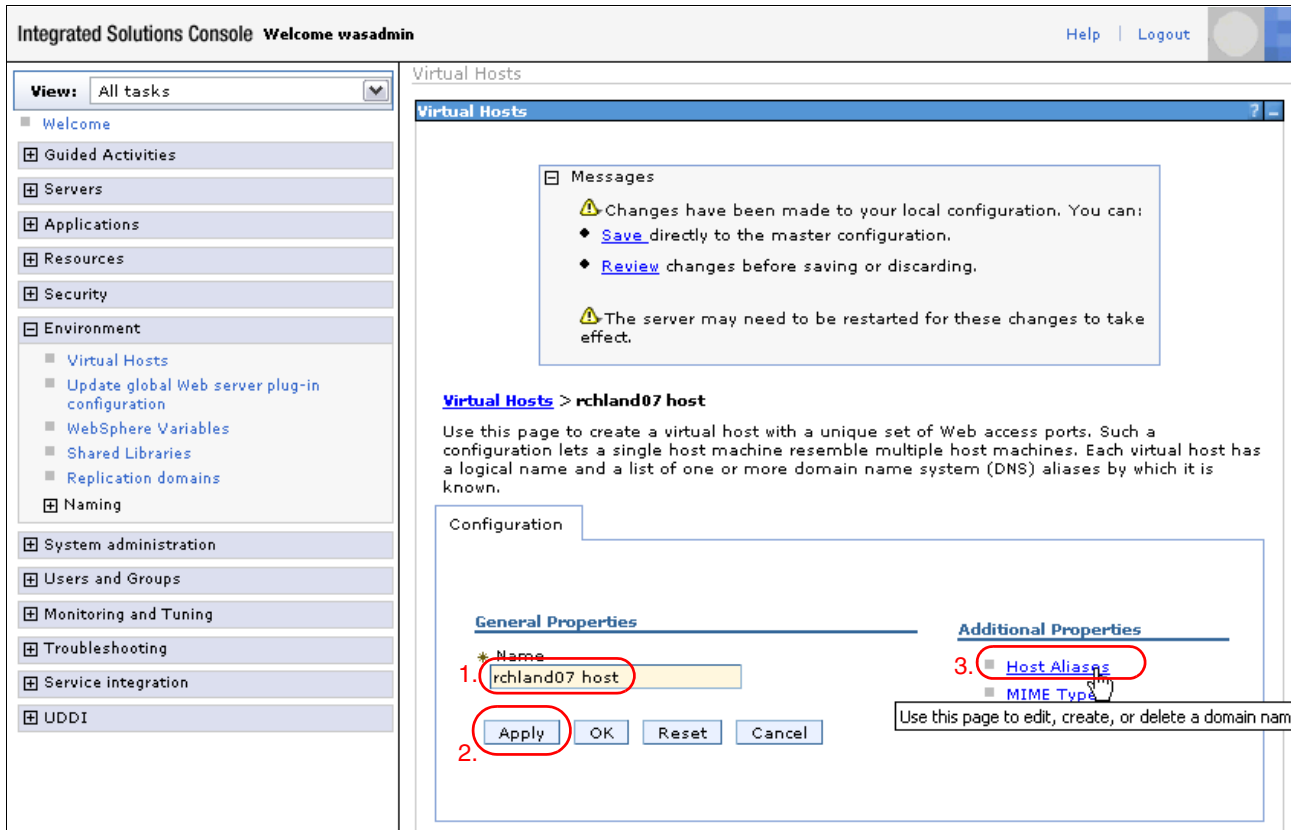 Integrated Solutions Console Welcome wasadmin
Help | Logout
View: All tasks
Welcome
Guided Activities
Servers
Applications
Resources
Security
Environment
Virtual Hosts
Update global Web server plug-in
configuration
WebSphere Variables
Shared Libraries
Replication domains
Naming
System administration
Users and Groups
Monitoring and Tuning
Troubleshooting
Service integration
UDDI
Virtual Hosts
Virtual Hosts ? –
Messages
Changes have been made to your local configuration. You can:
Save directly to the master configuration.
Review changes before saving or discarding.
The server may need to be restarted for these changes to take
effect.
Virtual Hosts > rchland07 host
Use this page to create a virtual host with a unique set of Web access ports. Such a
configuration lets a single host machine resemble multiple host machines. Each virtual host has
a logical name and a list of one or more domain name system (DNS) aliases by which it is
known.
Configuration
General Properties
* Name
1. rchland07 host
2. Apply OK Reset Cancel
Additional Properties
3. Host Aliases
MIME Type
Use this page to edit, create, or delete a domain nam